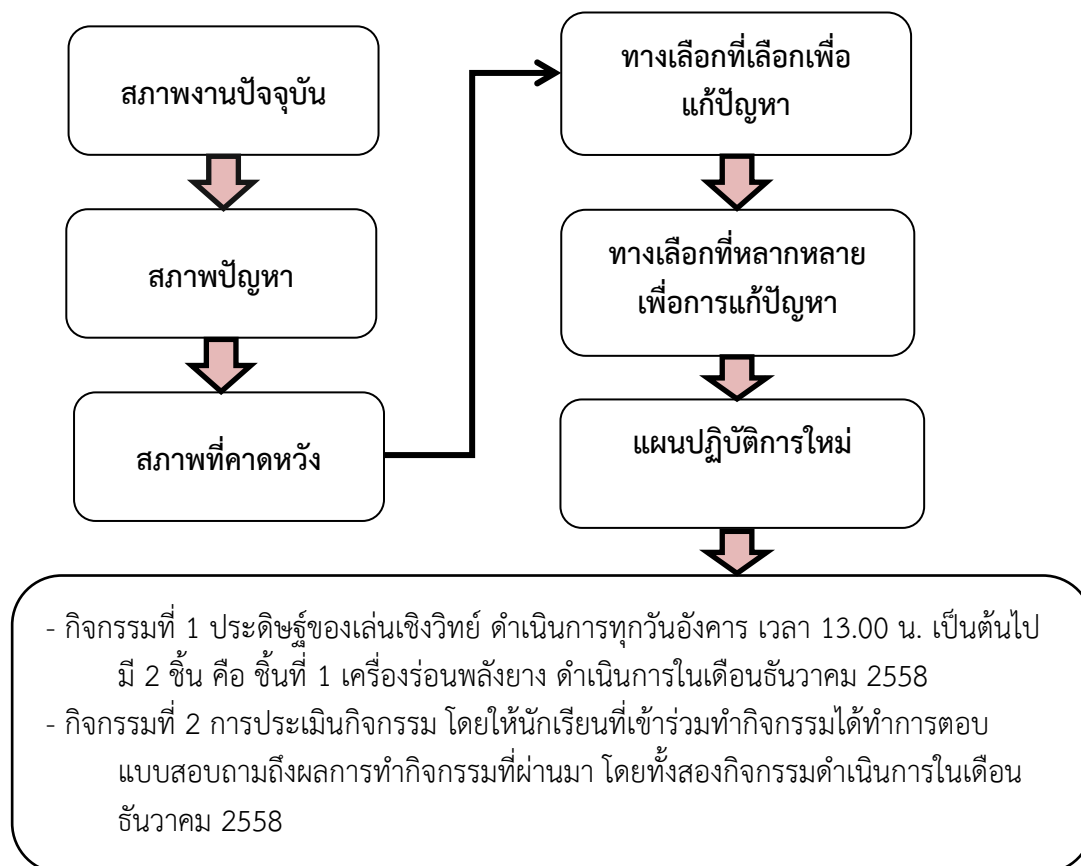 สภาพงานปัจจุบัน
สภาพปัญหา
สภาพที่คาดหวัง
ทางเลือกที่เลือกเพื่อ
แก้ปัญหา
ทางเลือกที่หลากหลาย
เพื่อการแก้ปัญหา
แผนปฏิบัติการใหม่
- กิจกรรมที่ 1 ประดิษฐ์ของเล่นเชิงวิทย์ ดำเนินการทุกวันอังคาร เวลา 13.00 น. เป็นต้นไป
มี 2 ชิ้น คือ ชิ้นที่ 1 เครื่องร่อนพลังยาง ดำเนินการในเดือนธันวาคม 2558
- กิจกรรมที่ 2 การประเมินกิจกรรม โดยให้นักเรียนที่เข้าร่วมทำกิจกรรมได้ทำการตอบ
แบบสอบถามถึงผลการทำกิจกรรมที่ผ่านมา โดยทั้งสองกิจกรรมดำเนินการในเดือน
ธันวาคม 2558